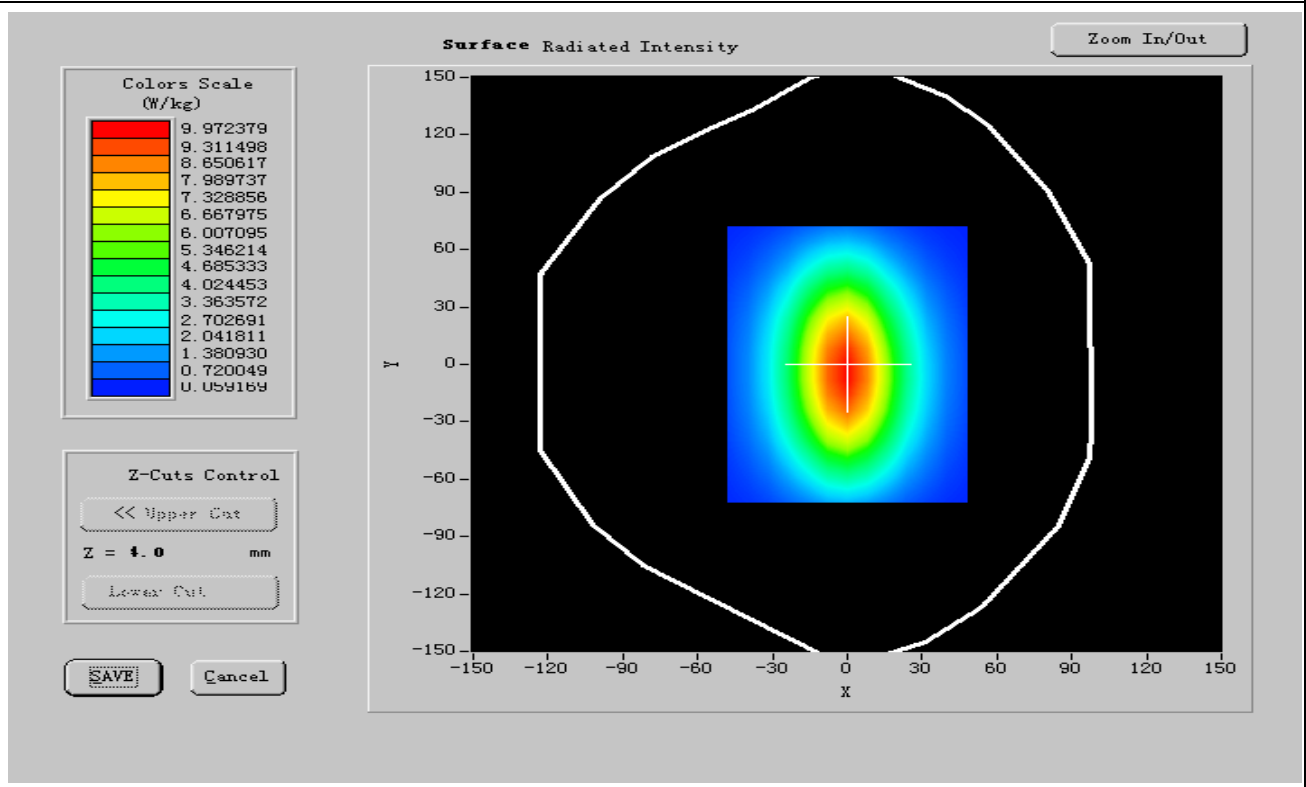 Surface Radiated Intensity
Zoom In/Out
Colors Scale
(W/kg)
9.972379
9.311498
8.650617
7.989737
7.328856
6.667975
6.007095
5.346214
4.685333
4.024453
3.363572
2.702691
2.041811
1.380930
0.720049
0.059169
Z-Cuts Control
<< Upper Cut
Z = 4.0 mm
Lower Cut
SAVE
Cancel
150
120
90
60
30
0
-30
-60
-90
-120
-150
Y
-150 -120 -90 -60 -30 0 30 60 90 120 150
X